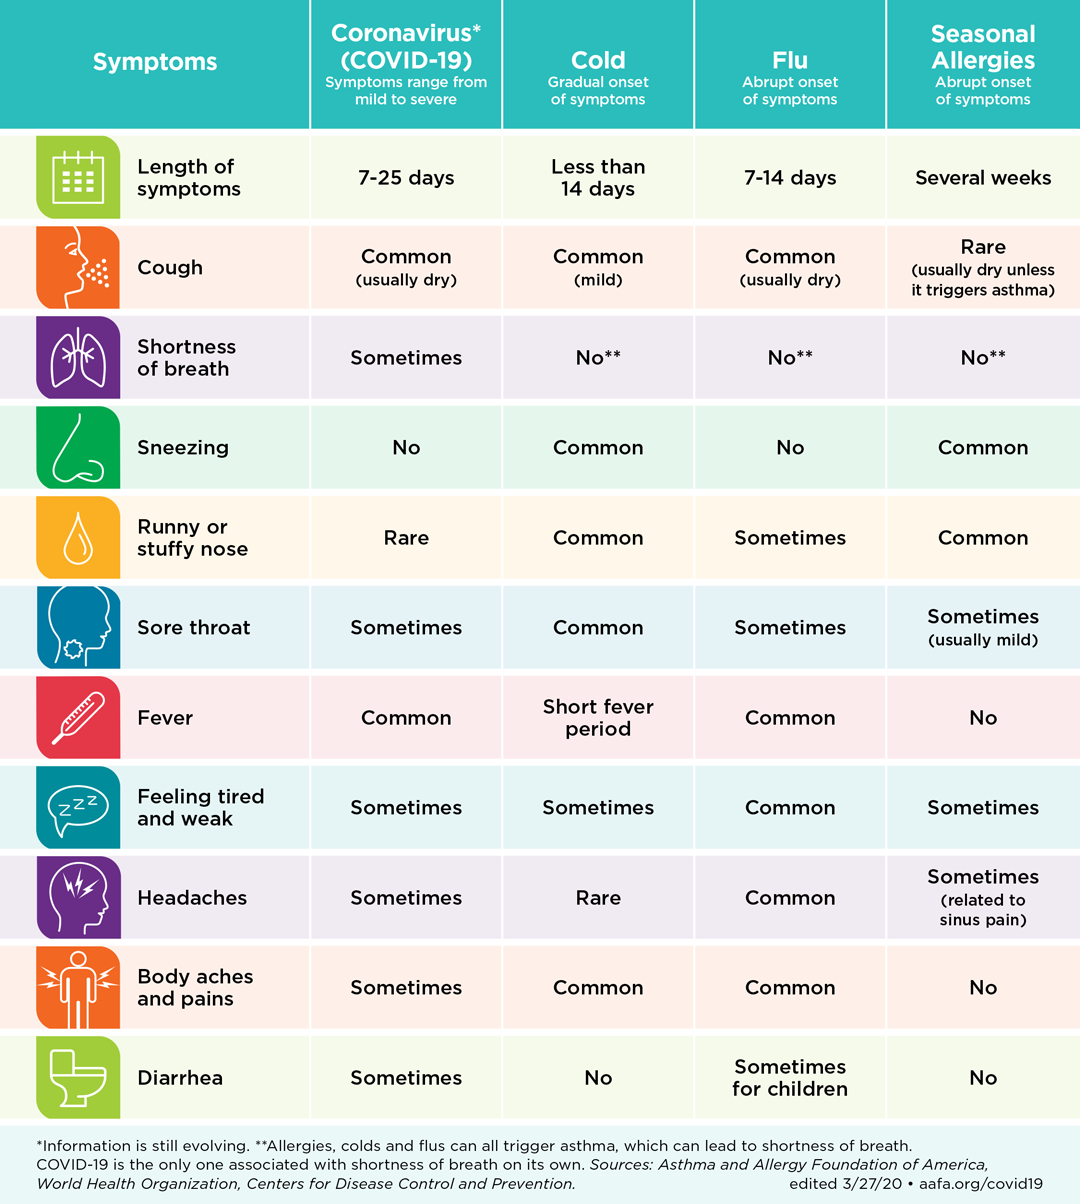 Symptoms
Coronavirus*
(COVID-19)
Symptoms range from
mild to severe
Cold
Gradual onset
of symptoms
Flu
Abrupt onset
of symptoms
Seasonal
Allergies
Abrupt onset
of symptoms
Length of
symptoms
7-25 days
Less than
14 days
7-14 days
Several weeks
Cough
Common
(usually dry)
Common
(mild)
Common
(usually dry)
Rare
(usually dry unless
it triggers asthma)
Shortness
of breath
Sometimes
No**
No**
No**
Sneezing
No
Common
No
Common
Runny or
stuffy nose
Rare
Common
Sometimes
Common
Sore throat
Sometimes
Common
Sometimes
Sometimes
(usually mild)
Fever
Common
Short fever
period
Common
No
zzz
Feeling tired
and weak
Sometimes
Sometimes
Common
Sometimes
Headaches
Sometimes
Rare
Common
Sometimes
(related to
sinus pain)
Body aches
and pains
Sometimes
Common
Common
No
Diarrhea
Sometimes
No
Sometimes
for children
No
*Information is still evolving. **Allergies, colds and flus can all trigger asthma, which can lead to shortness of breath.
COVID-19 is the only one associated with shortness of breath on its own. Sources: Asthma and Allergy Foundation of America,
World Health Organization, Centers for Disease Control and Prevention.
edited 3/27/20 • aafa.org/covid19